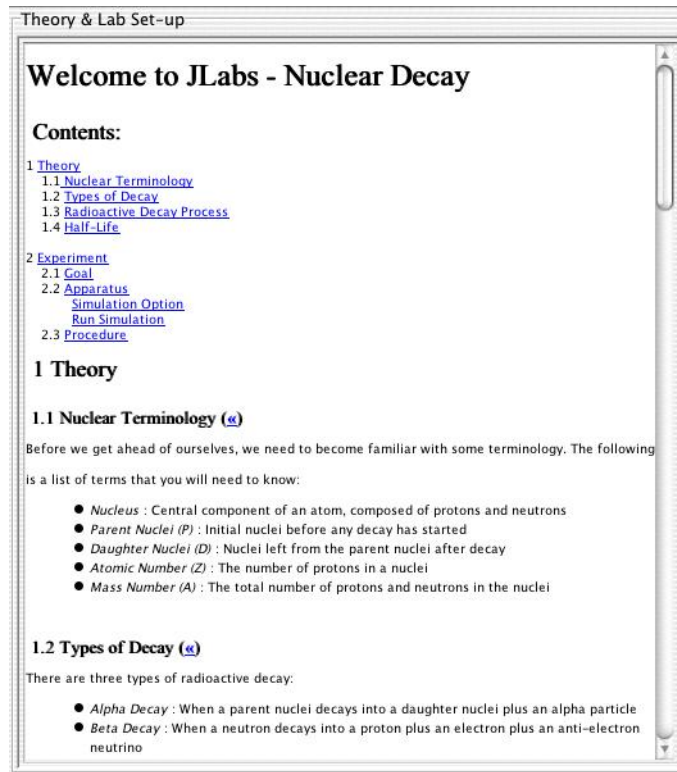 Theory & Lab Set-up
Welcome to JLabs - Nuclear Decay
Contents:
1 Theory
1.1 Nuclear Terminology
1.2 Types of Decay
1.3 Radioactive Decay Process
1.4 Half-Life
2 Experiment
2.1 Goal
2.2 Apparatus
Simulation Option
Run Simulation
2.3 Procedure
1 Theory
1.1 Nuclear Terminology («)
Before we get ahead of ourselves, we need to become familiar with some terminology. The following
is a list of terms that you will need to know:
● Nucleus : Central component of an atom, composed of protons and neutrons
● Parent Nuclei (P) : Initial nuclei before any decay has started
● Daughter Nuclei (D) : Nuclei left from the parent nuclei after decay
● Atomic Number (Z) : The number of protons in a nuclei
● Mass Number (A) : The total number of protons and neutrons in the nuclei
1.2 Types of Decay («)
There are three types of radioactive decay:
● Alpha Decay : When a parent nuclei decays into a daughter nuclei plus an alpha particle
● Beta Decay : When a neutron decays into a proton plus an electron plus an anti-electron
neutrino